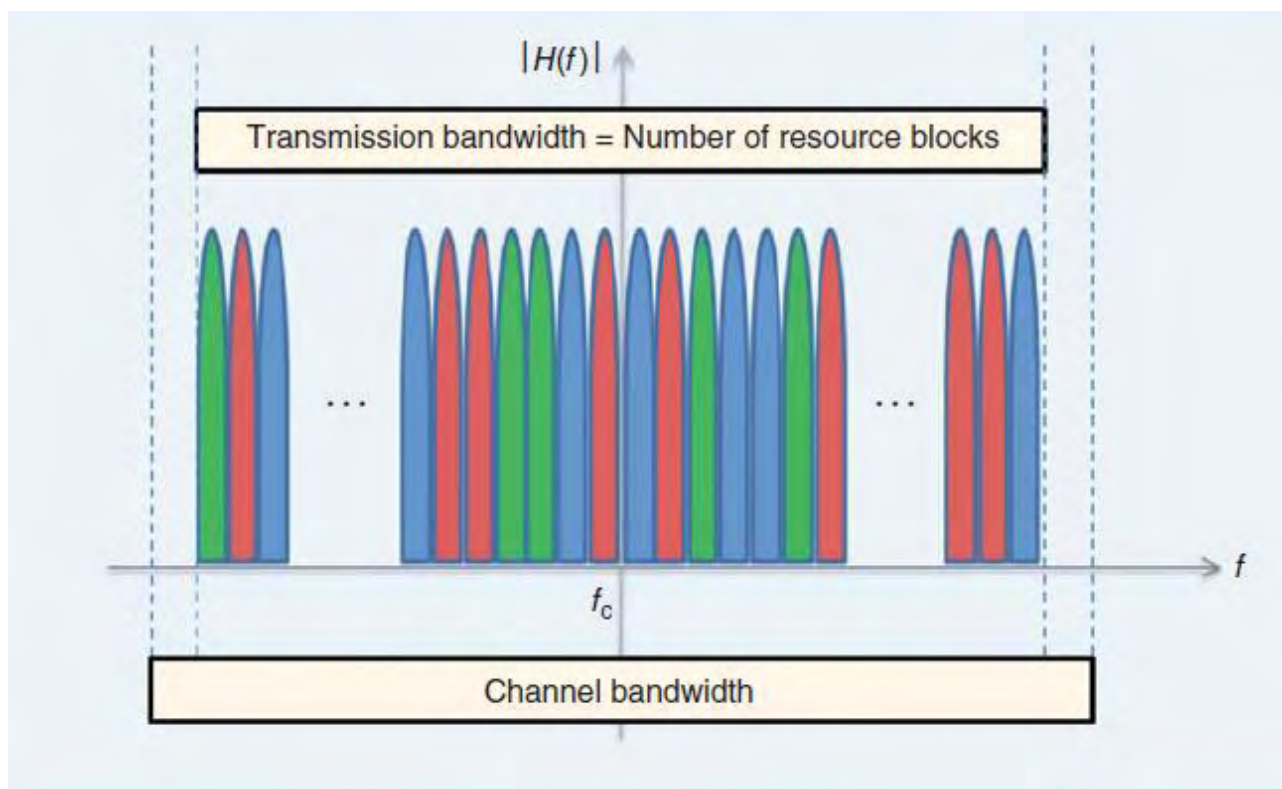 |H(f)|
Transmission bandwidth = Number of resource blocks
... ...
f
fc
Channel bandwidth